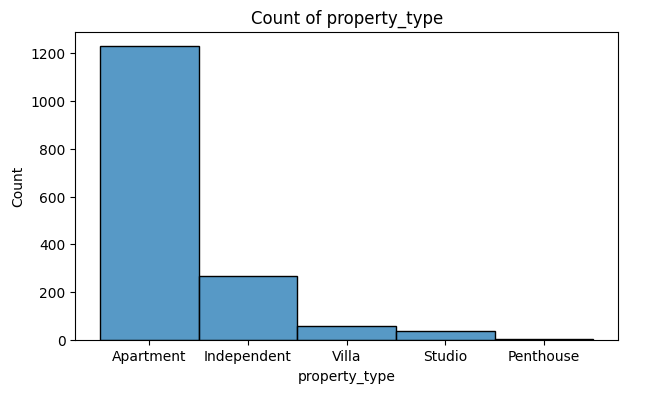 Count of property_type
1200
1000
800
600
400
200
0
Count
Apartment Independent Villa Studio Penthouse
property_type